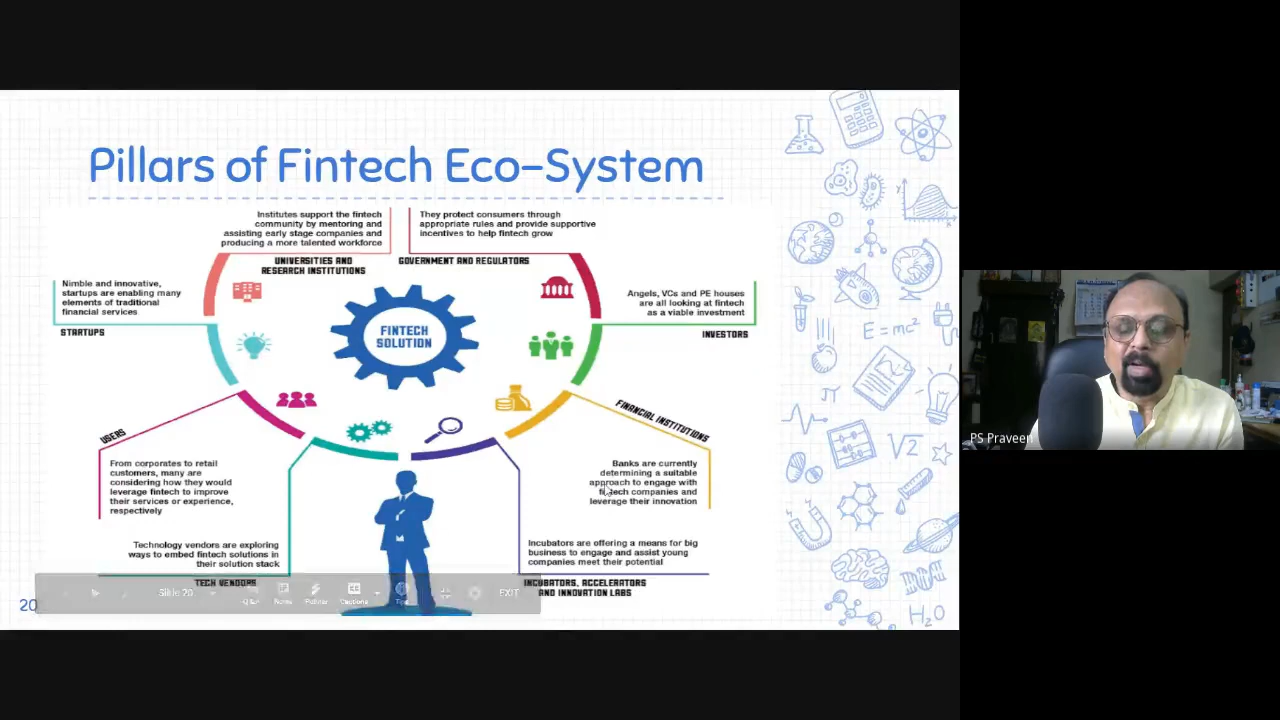 Pillars of Fintech Eco-System
Institutes support the fintech
community by mentoring and
assisting early stage companies and
producing a more talented workforce
UNIVERSITIES AND
RESEARCH INSTITUTIONS
They protect consumers through
appropriate rules and provide supportive
incentives to help fintech grow
GOVERNMENT AND REGULATORS
Nimble and innovative,
startups are enabling many
elements of traditional
financial services
STARTUPS
FINTECH
SOLUTION
Angels, VCs and PE houses
are all looking at fintech
as a viable investment
INVESTORS
USERS
From corporates to retail
customers, many are
considering how they would
leverage fintech to improve
their services or experience,
respectively
FINANCIAL INSTITUTIONS
Banks are currently
determining a suitable
approach to engage with
fintech companies and
leverage their innovation
Technology vendors are exploring
ways to embed fintech solutions in
their solution stack
TECH VENDORS
Incubators are offering a means for big
business to engage and assist young
companies meet their potential
INCUBATORS, ACCELERATORS
AND INNOVATION LABS
20
Slide 20
Notes
Pointer
Captions
EXIT
E=mc²
π
√2
H₂O
y
x
PS Praveen